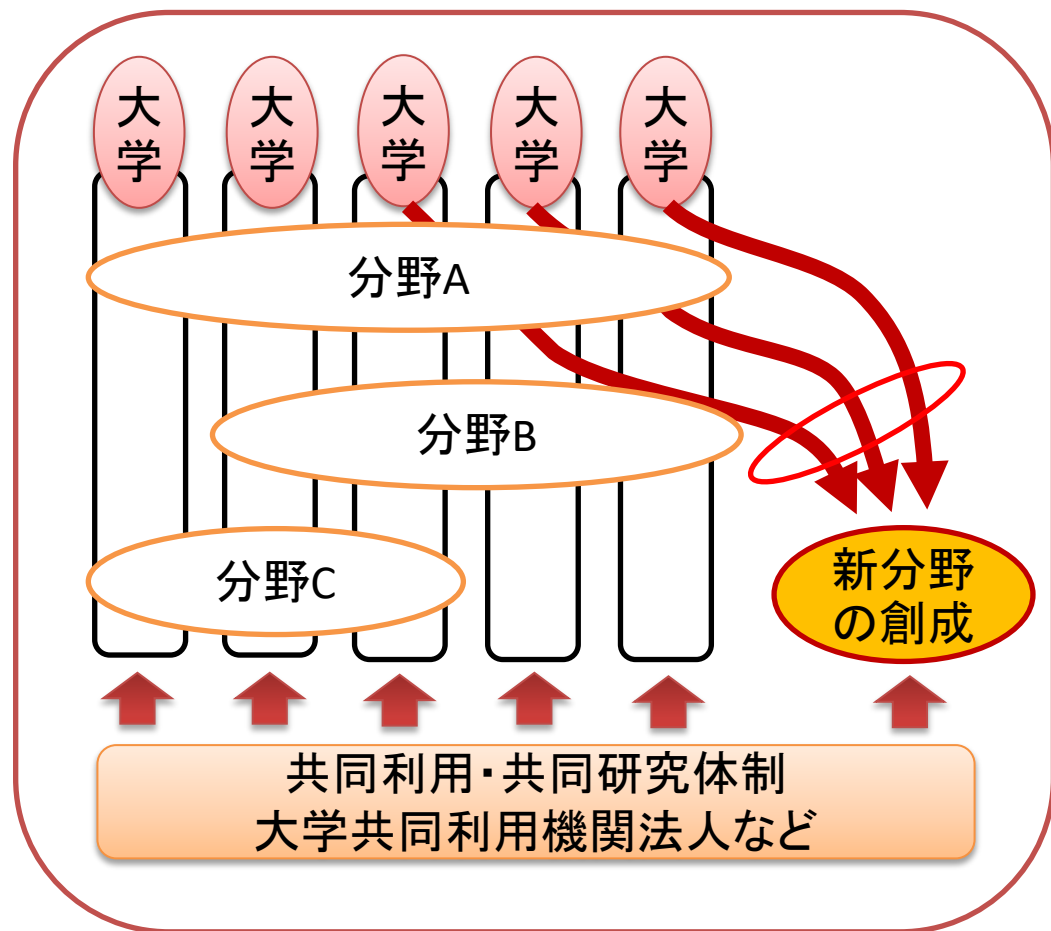 大学
大学
大学
大学
大学
分野A
分野B
分野C
新分野
の創成
共同利用・共同研究体制
大学共同利用機関法人など